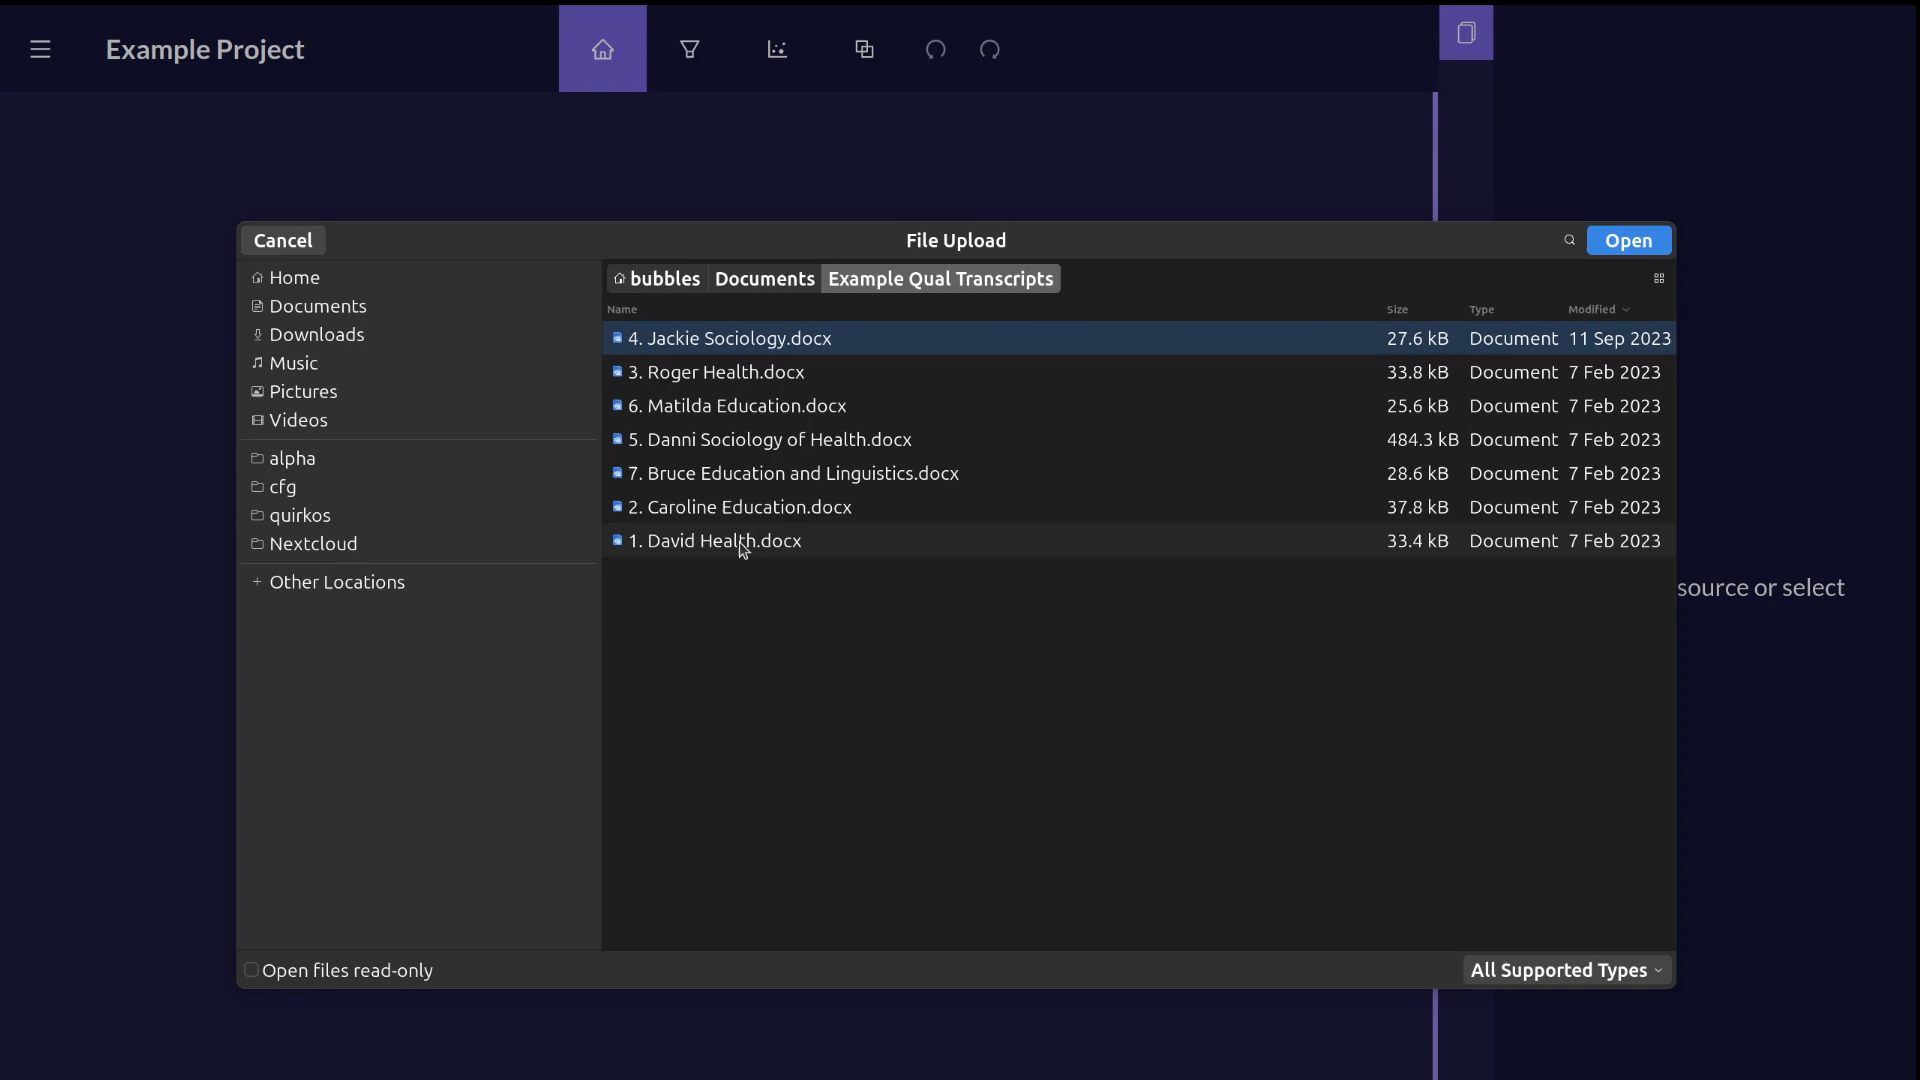 Example Project
Cancel
File Upload
Open
Home
Documents
Downloads
Music
Pictures
Videos
alpha
cfg
quirkos
Nextcloud
+ Other Locations
bubbles Documents Example Qual Transcripts
Name Size Type Modified
4. Jackie Sociology.docx 27.6 kB Document 11 Sep 2023
3. Roger Health.docx 33.8 kB Document 7 Feb 2023
6. Matilda Education.docx 25.6 kB Document 7 Feb 2023
5. Danni Sociology of Health.docx 484.3 kB Document 7 Feb 2023
7. Bruce Education and Linguistics.docx 28.6 kB Document 7 Feb 2023
2. Caroline Education.docx 37.8 kB Document 7 Feb 2023
1. David Health.docx 33.4 kB Document 7 Feb 2023
source or select
Open files read-only
All Supported Types